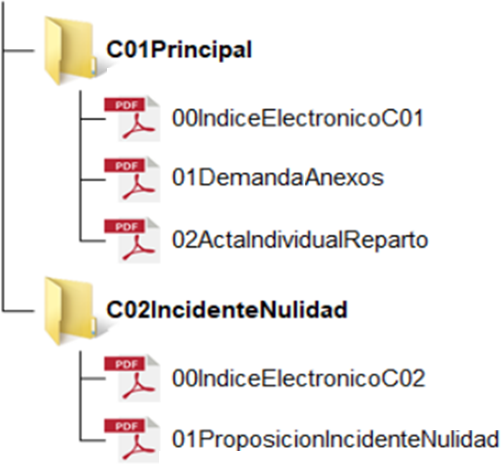 C01Principal
PDF
00IndiceElectronicoC01
PDF
01DemandaAnexos
PDF
02ActaIndividualReparto
C02IncidenteNulidad
PDF
00IndiceElectronicoC02
PDF
01ProposicionIncidenteNulidad